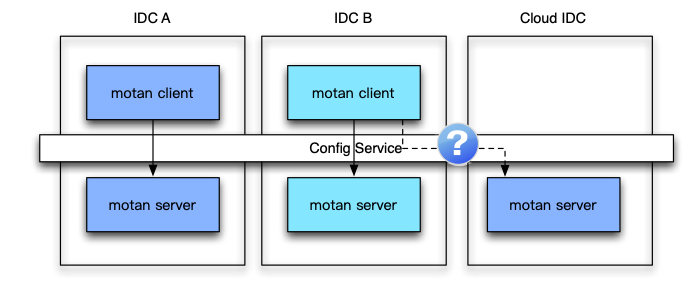 IDC A
IDC B
Cloud IDC
motan client
motan client
Config Service
?
motan server
motan server
motan server